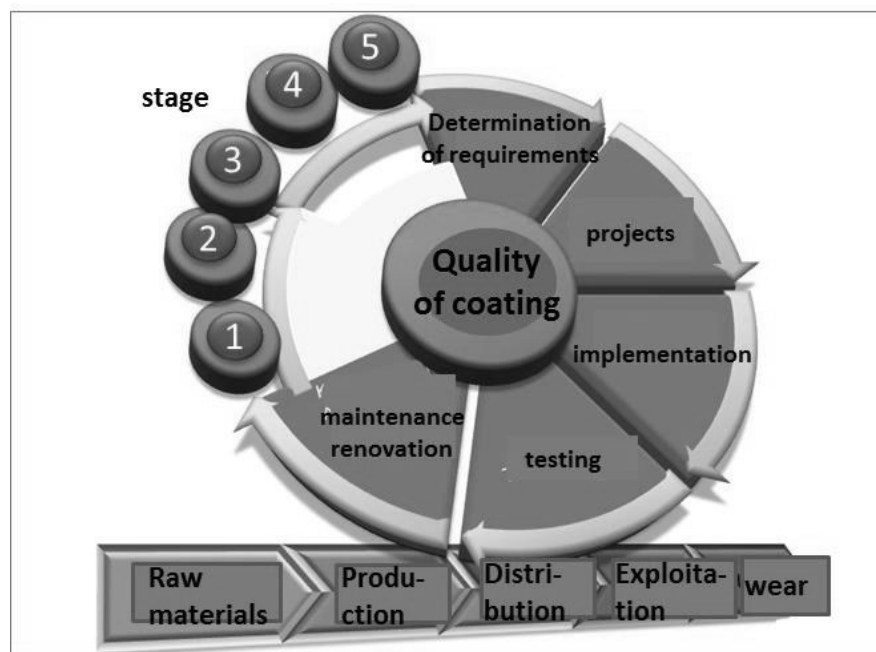 stage
5
4
3
2
1
Determination
of requirements
projects
implementation
testing
maintenance
renovation
Quality
of coating
Raw
materials
Produ-
ction
Distri-
bution
Exploita-
tion
wear